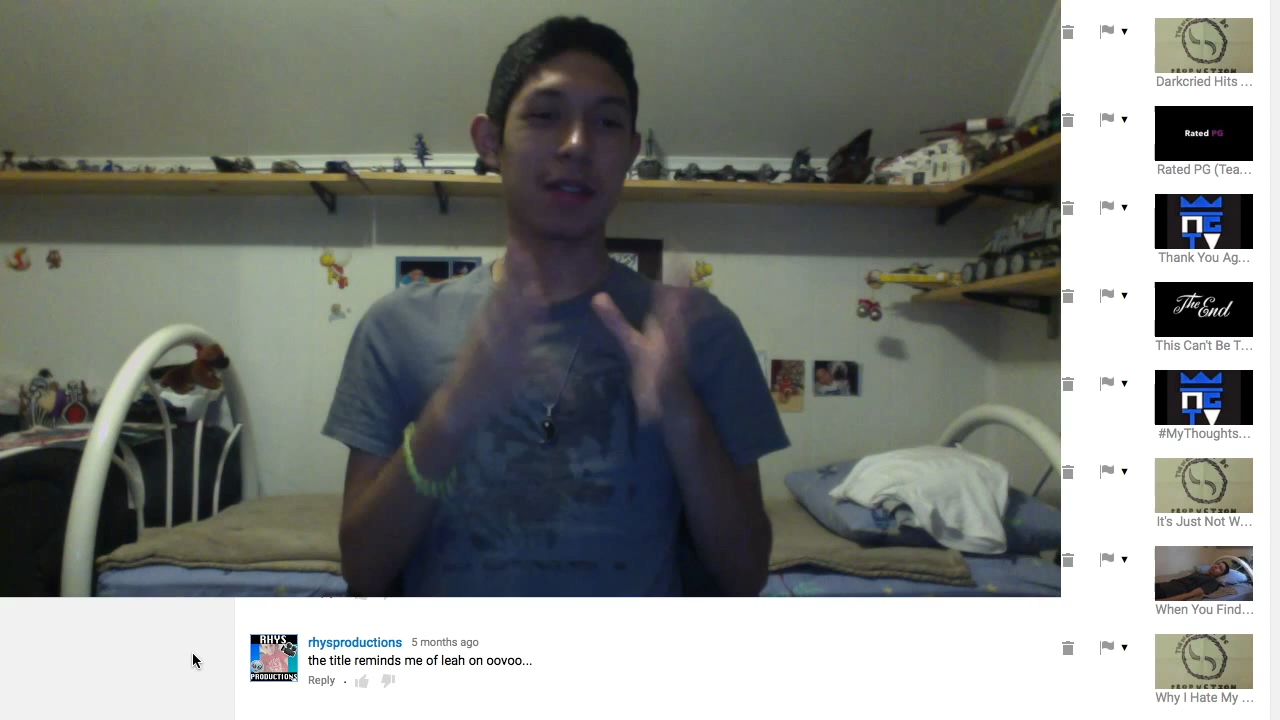 Darkcried Hits ...
Rated PG
Rated PG (Tea...
Thank You Ag...
The End
This Can't Be T...
#MyThoughts...
It's Just Not W...
When You Find...
RHYS
PRODUCTIONS
rhysproductions 5 months ago
the title reminds me of leah on oovoo...
Reply
Why I Hate My ...